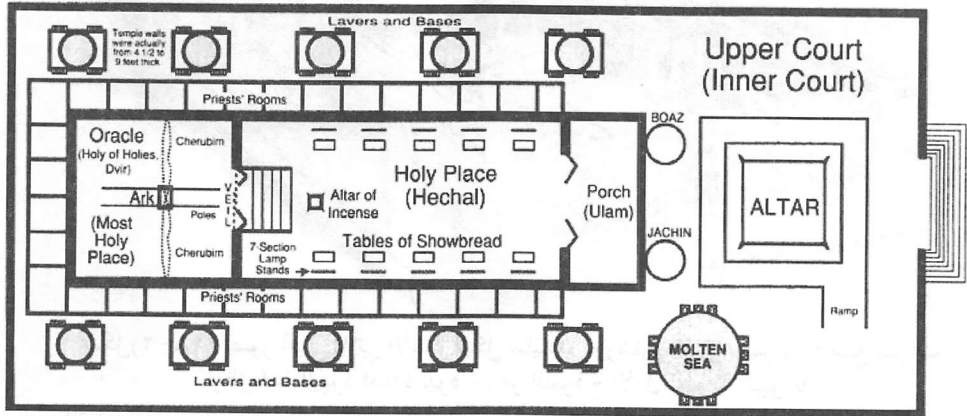 Lavers and Bases
Temple walls
were actually
from 4 1/2 to
9 feet thick.
Upper Court
(Inner Court)
Priests' Rooms
BOAZ
Oracle
(Holy of Holies,
Dvir)
Cherubim
Ark
Poles
VEIL
(Most
Holy
Place)
Cherubim
Altar of
Incense
Holy Place
(Hechal)
Tables of Showbread
7-Section
Lamp
Stands
Porch
(Ulam)
ALTAR
JACHIN
Priests' Rooms
Ramp
MOLTEN
SEA
Lavers and Bases